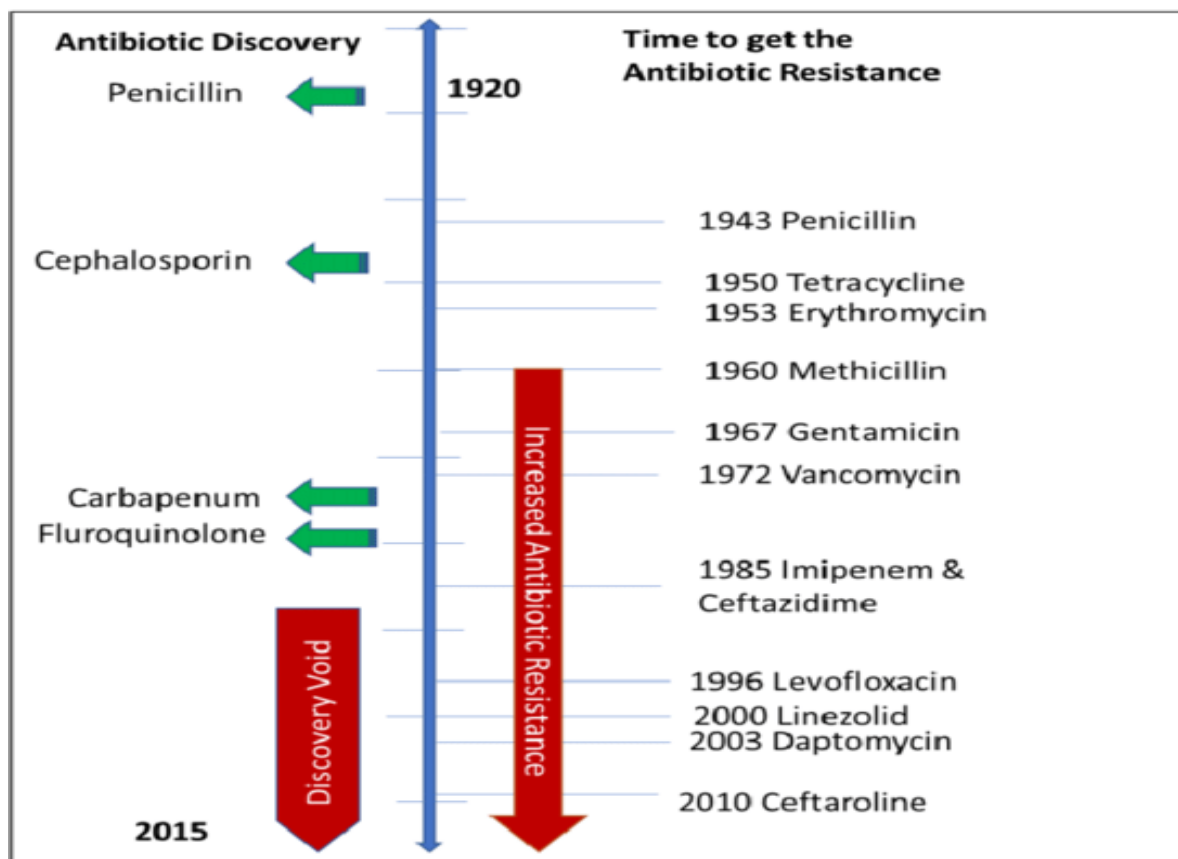 Antibiotic Discovery
Penicillin
Cephalosporin
Carbapenum
Fluroquinolone
Discovery Void
2015
1920
Increased Antibiotic Resistance
Time to get the
Antibiotic Resistance
1943 Penicillin
1950 Tetracycline
1953 Erythromycin
1960 Methicillin
1967 Gentamicin
1972 Vancomycin
1985 Imipenem &
Ceftazidime
1996 Levofloxacin
2000 Linezolid
2003 Daptomycin
2010 Ceftaroline